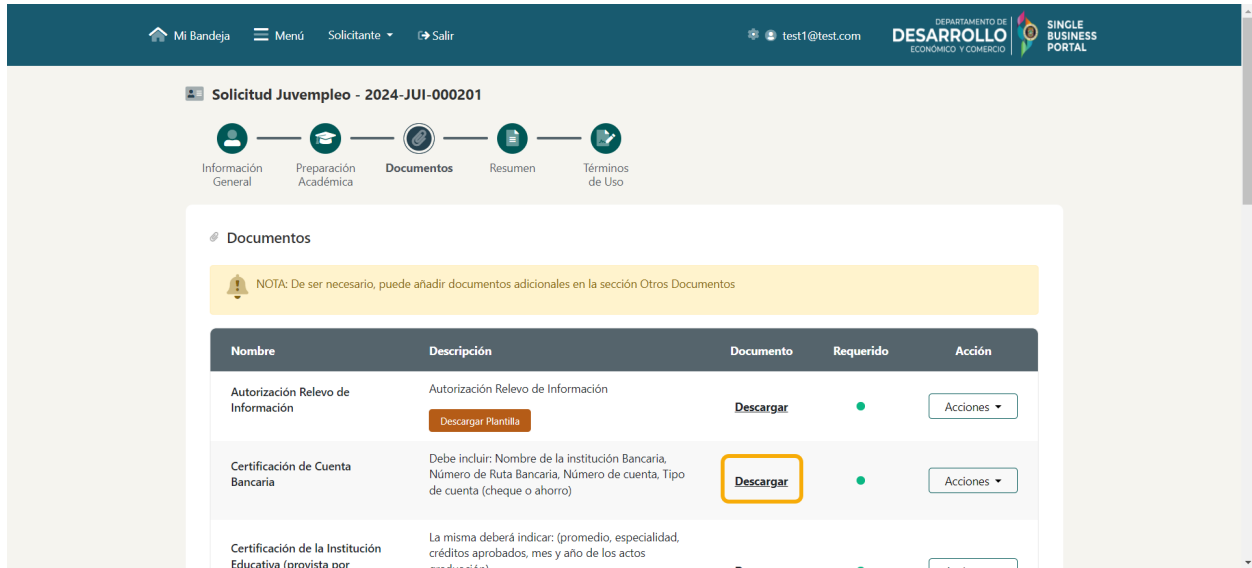 Mi Bandeja Menú Solicitante Salir test1@test.com
DEPARTAMENTO DE
DESARROLLO
ECONÓMICO Y COMERCIO
SINGLE
BUSINESS
PORTAL
Solicitud Juvempleo - 2024-JUI-000201
Información
General
Preparación
Académica
Documentos
Resumen
Términos
de Uso
Documentos
NOTA: De ser necesario, puede añadir documentos adicionales en la sección Otros Documentos
Nombre Descripción Documento Requerido Acción
Autorización Relevo de
Información
Autorización Relevo de Información
Descargar Plantilla
Descargar
Acciones
Certificación de Cuenta
Bancaria
Debe incluir: Nombre de la institución Bancaria,
Número de Ruta Bancaria, Número de cuenta, Tipo
de cuenta (cheque o ahorro)
Descargar
Acciones
Certificación de la Institución
Educativa (provista por
La misma deberá indicar: (promedio, especialidad,
créditos aprobados, mes y año de los actos